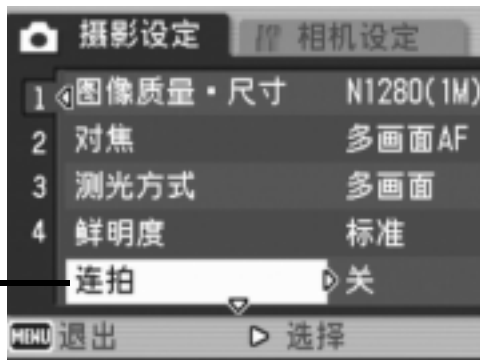 摄影设定 相机设定
1 图像质量・尺寸 N1280(1M)
2 对焦 多画面AF
3 测光方式 多画面
4 鲜明度 标准
连拍 关
MENU 退出 选择